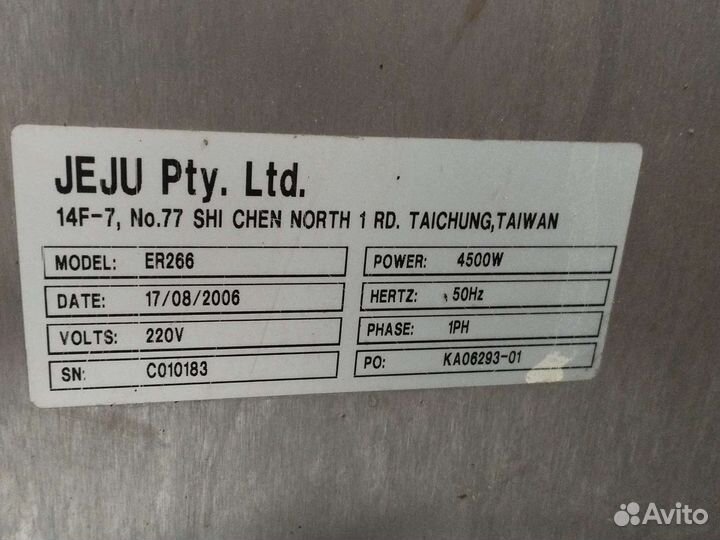 JEJU Pty. Ltd.
14F-7, No.77 SHI CHEN NORTH 1 RD. TAICHUNG,TAIWAN
MODEL: ER266 POWER: 4500W
DATE: 17/08/2006 HERTZ: 50Hz
VOLTS: 220V PHASE: 1PH
SN: C010183 PO: KA06293-01
Avito